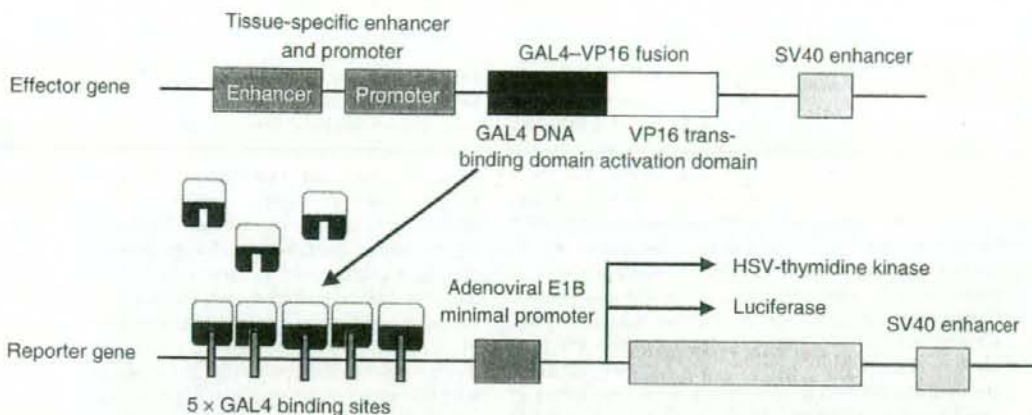 Tissue-specific enhancer
and promoter
GAL4–VP16 fusion
SV40 enhancer
Effector gene
Enhancer
Promoter
GAL4 DNA
binding domain
VP16 trans-
activation domain
Adenoviral E1B
minimal promoter
HSV-thymidine kinase
Luciferase
SV40 enhancer
Reporter gene
5 × GAL4 binding sites